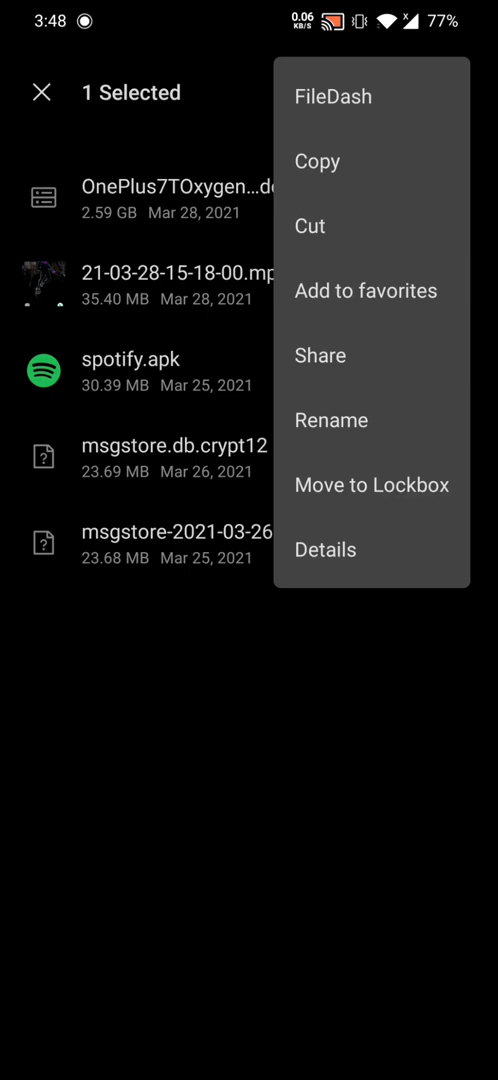 3:48
0.06
KB/S
X
77%
1 Selected
FileDash
Copy
Cut
Add to favorites
Share
Rename
Move to Lockbox
Details
OnePlus7TOxygen...de
2.59 GB Mar 28, 2021
21-03-28-15-18-00.mp
35.40 MB Mar 28, 2021
spotify.apk
30.39 MB Mar 25, 2021
msgstore.db.crypt12
23.69 MB Mar 26, 2021
msgstore-2021-03-26
23.68 MB Mar 25, 2021